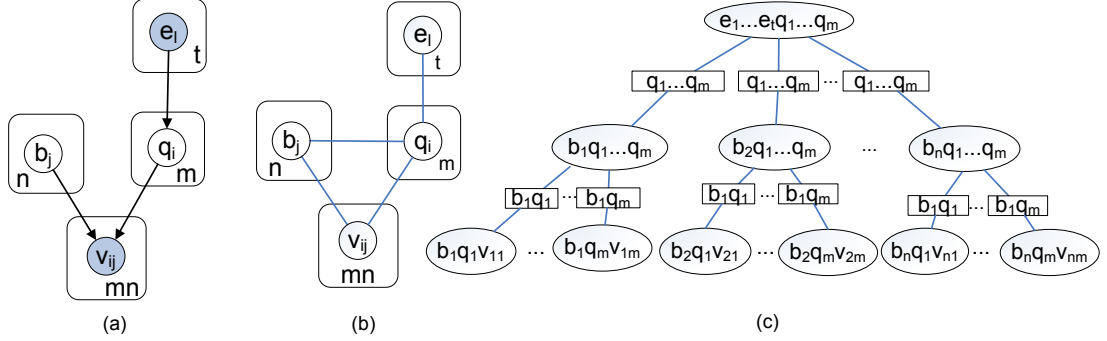 e_l
t
b_j
n
q_i
m
v_ij
mn
(a)
e_l
t
b_j
n
q_i
m
v_ij
mn
(b)
e_1...e_tq_1...q_m
q_1...q_m q_1...q_m ... q_1...q_m
b_1q_1...q_m b_2q_1...q_m ... b_nq_1...q_m
b_1q_1 ... b_1q_m b_1q_1 ... b_1q_m b_1q_1 ... b_1q_m
b_1q_1v_11 ... b_1q_mv_1m b_2q_1v_21 ... b_2q_mv_2m b_nq_1v_n1 ... b_nq_mv_nm
(c)